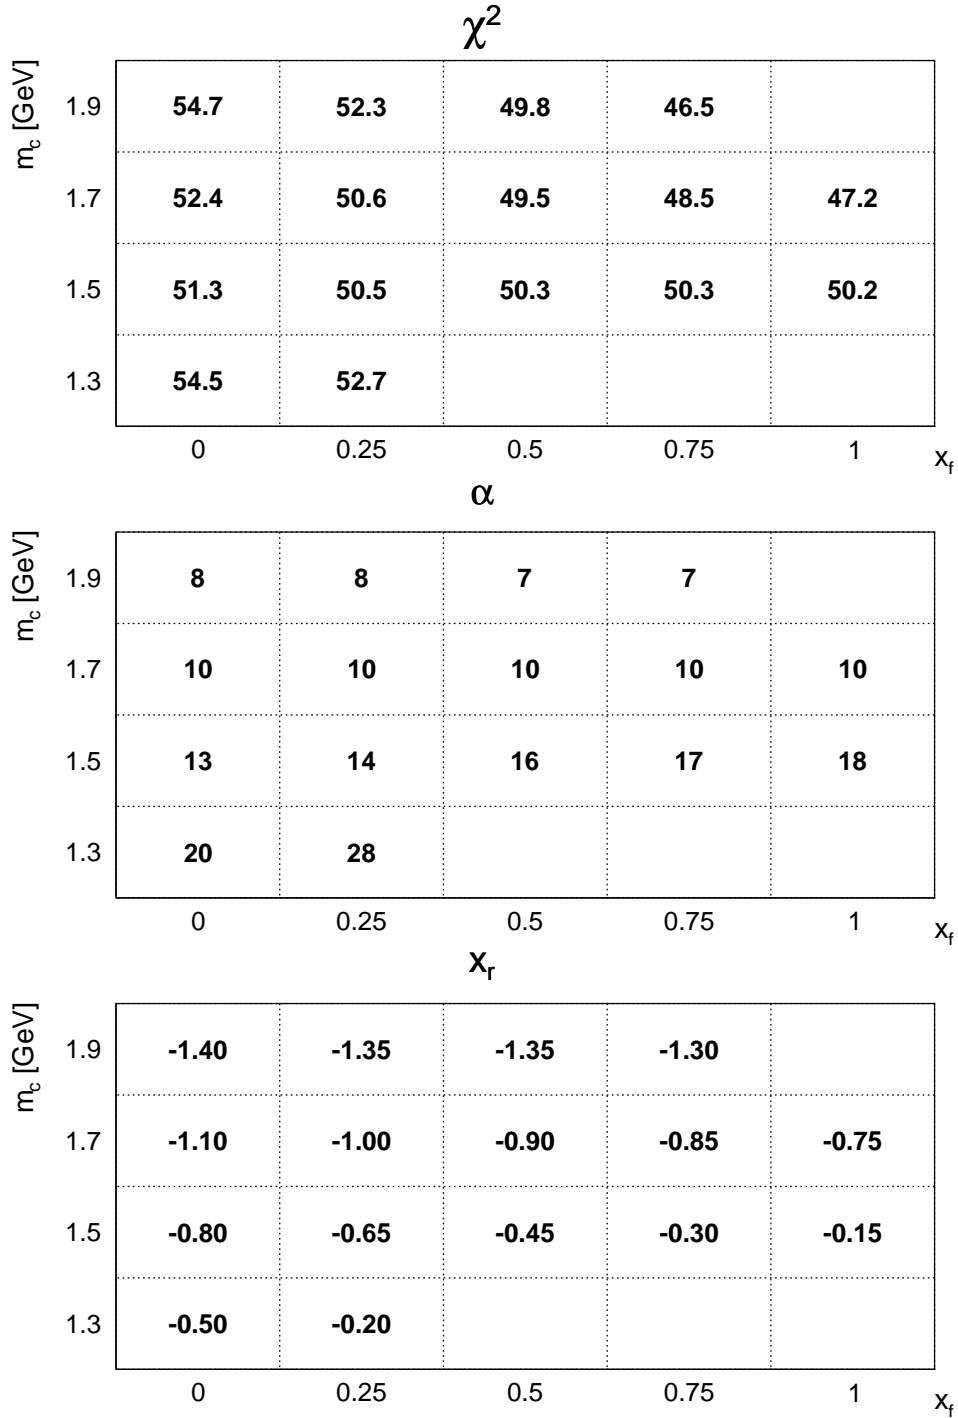 χ²
m_c [GeV]
1.9 54.7 52.3 49.8 46.5
1.7 52.4 50.6 49.5 48.5 47.2
1.5 51.3 50.5 50.3 50.3 50.2
1.3 54.5 52.7
0 0.25 0.5 0.75 1 x_f
α
m_c [GeV]
1.9 8 8 7 7
1.7 10 10 10 10 10
1.5 13 14 16 17 18
1.3 20 28
0 0.25 0.5 0.75 1 x_f
x_r
m_c [GeV]
1.9 -1.40 -1.35 -1.35 -1.30
1.7 -1.10 -1.00 -0.90 -0.85 -0.75
1.5 -0.80 -0.65 -0.45 -0.30 -0.15
1.3 -0.50 -0.20
0 0.25 0.5 0.75 1 x_f